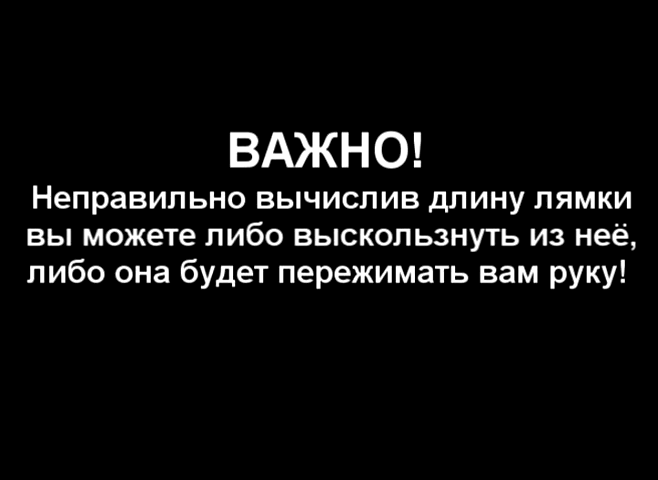 ВАЖНО!
Неправильно вычислив длину лямки
вы можете либо выскользнуть из неё,
либо она будет пережимать вам руку!